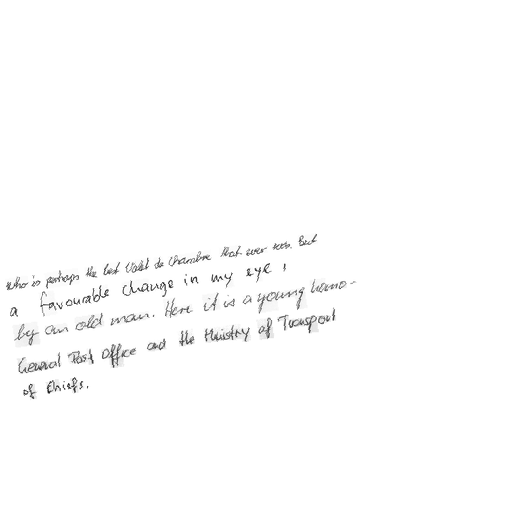 who is perhaps the best Valet de Chambre that ever was. But
a favourable change in my eye,
by an old man. Here it is a young homo-
General Post Office and the Ministry of Transport
of Chiefs.